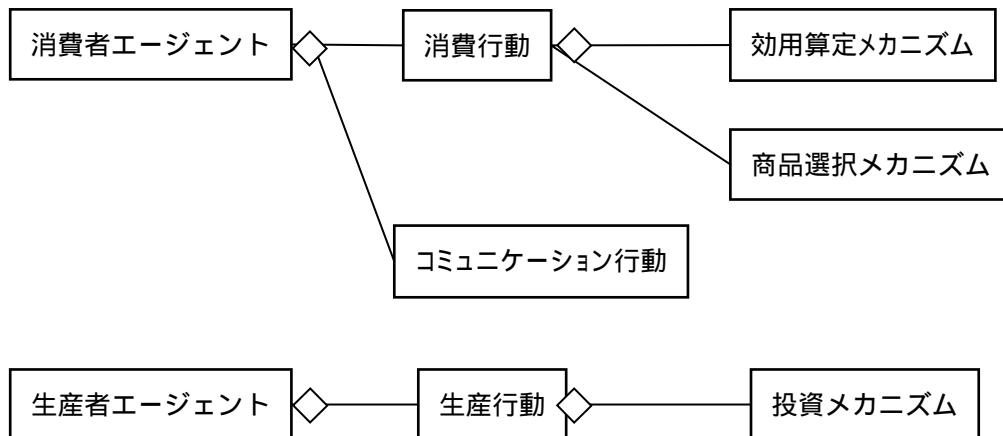 消費者エージェント
消費行動
効用算定メカニズム
商品選択メカニズム
コミュニケーション行動
生産者エージェント
生産行動
投資メカニズム